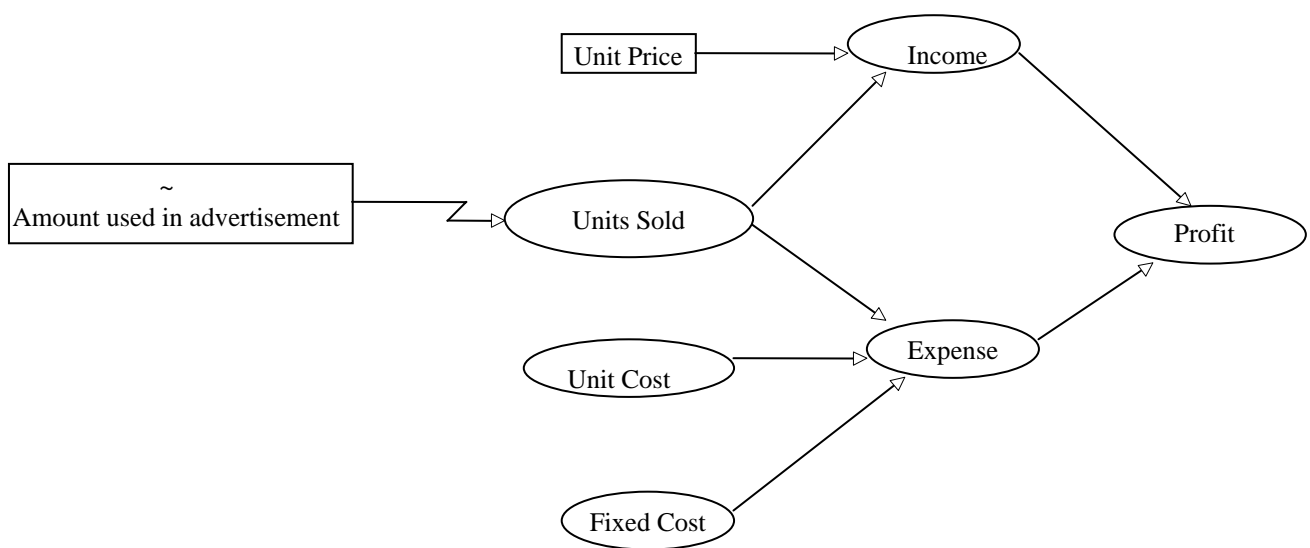 Unit Price
Income
~
Amount used in advertisement
Units Sold
Profit
Unit Cost
Expense
Fixed Cost